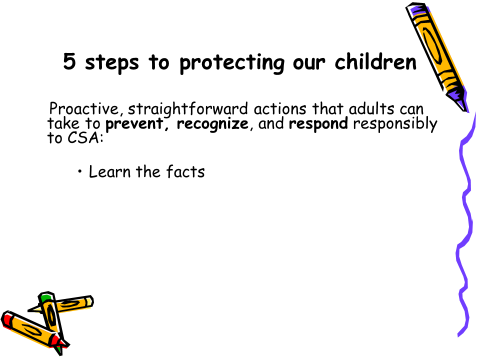 5 steps to protecting our children
Proactive, straightforward actions that adults can
take to prevent, recognize, and respond responsibly
to CSA:
• Learn the facts